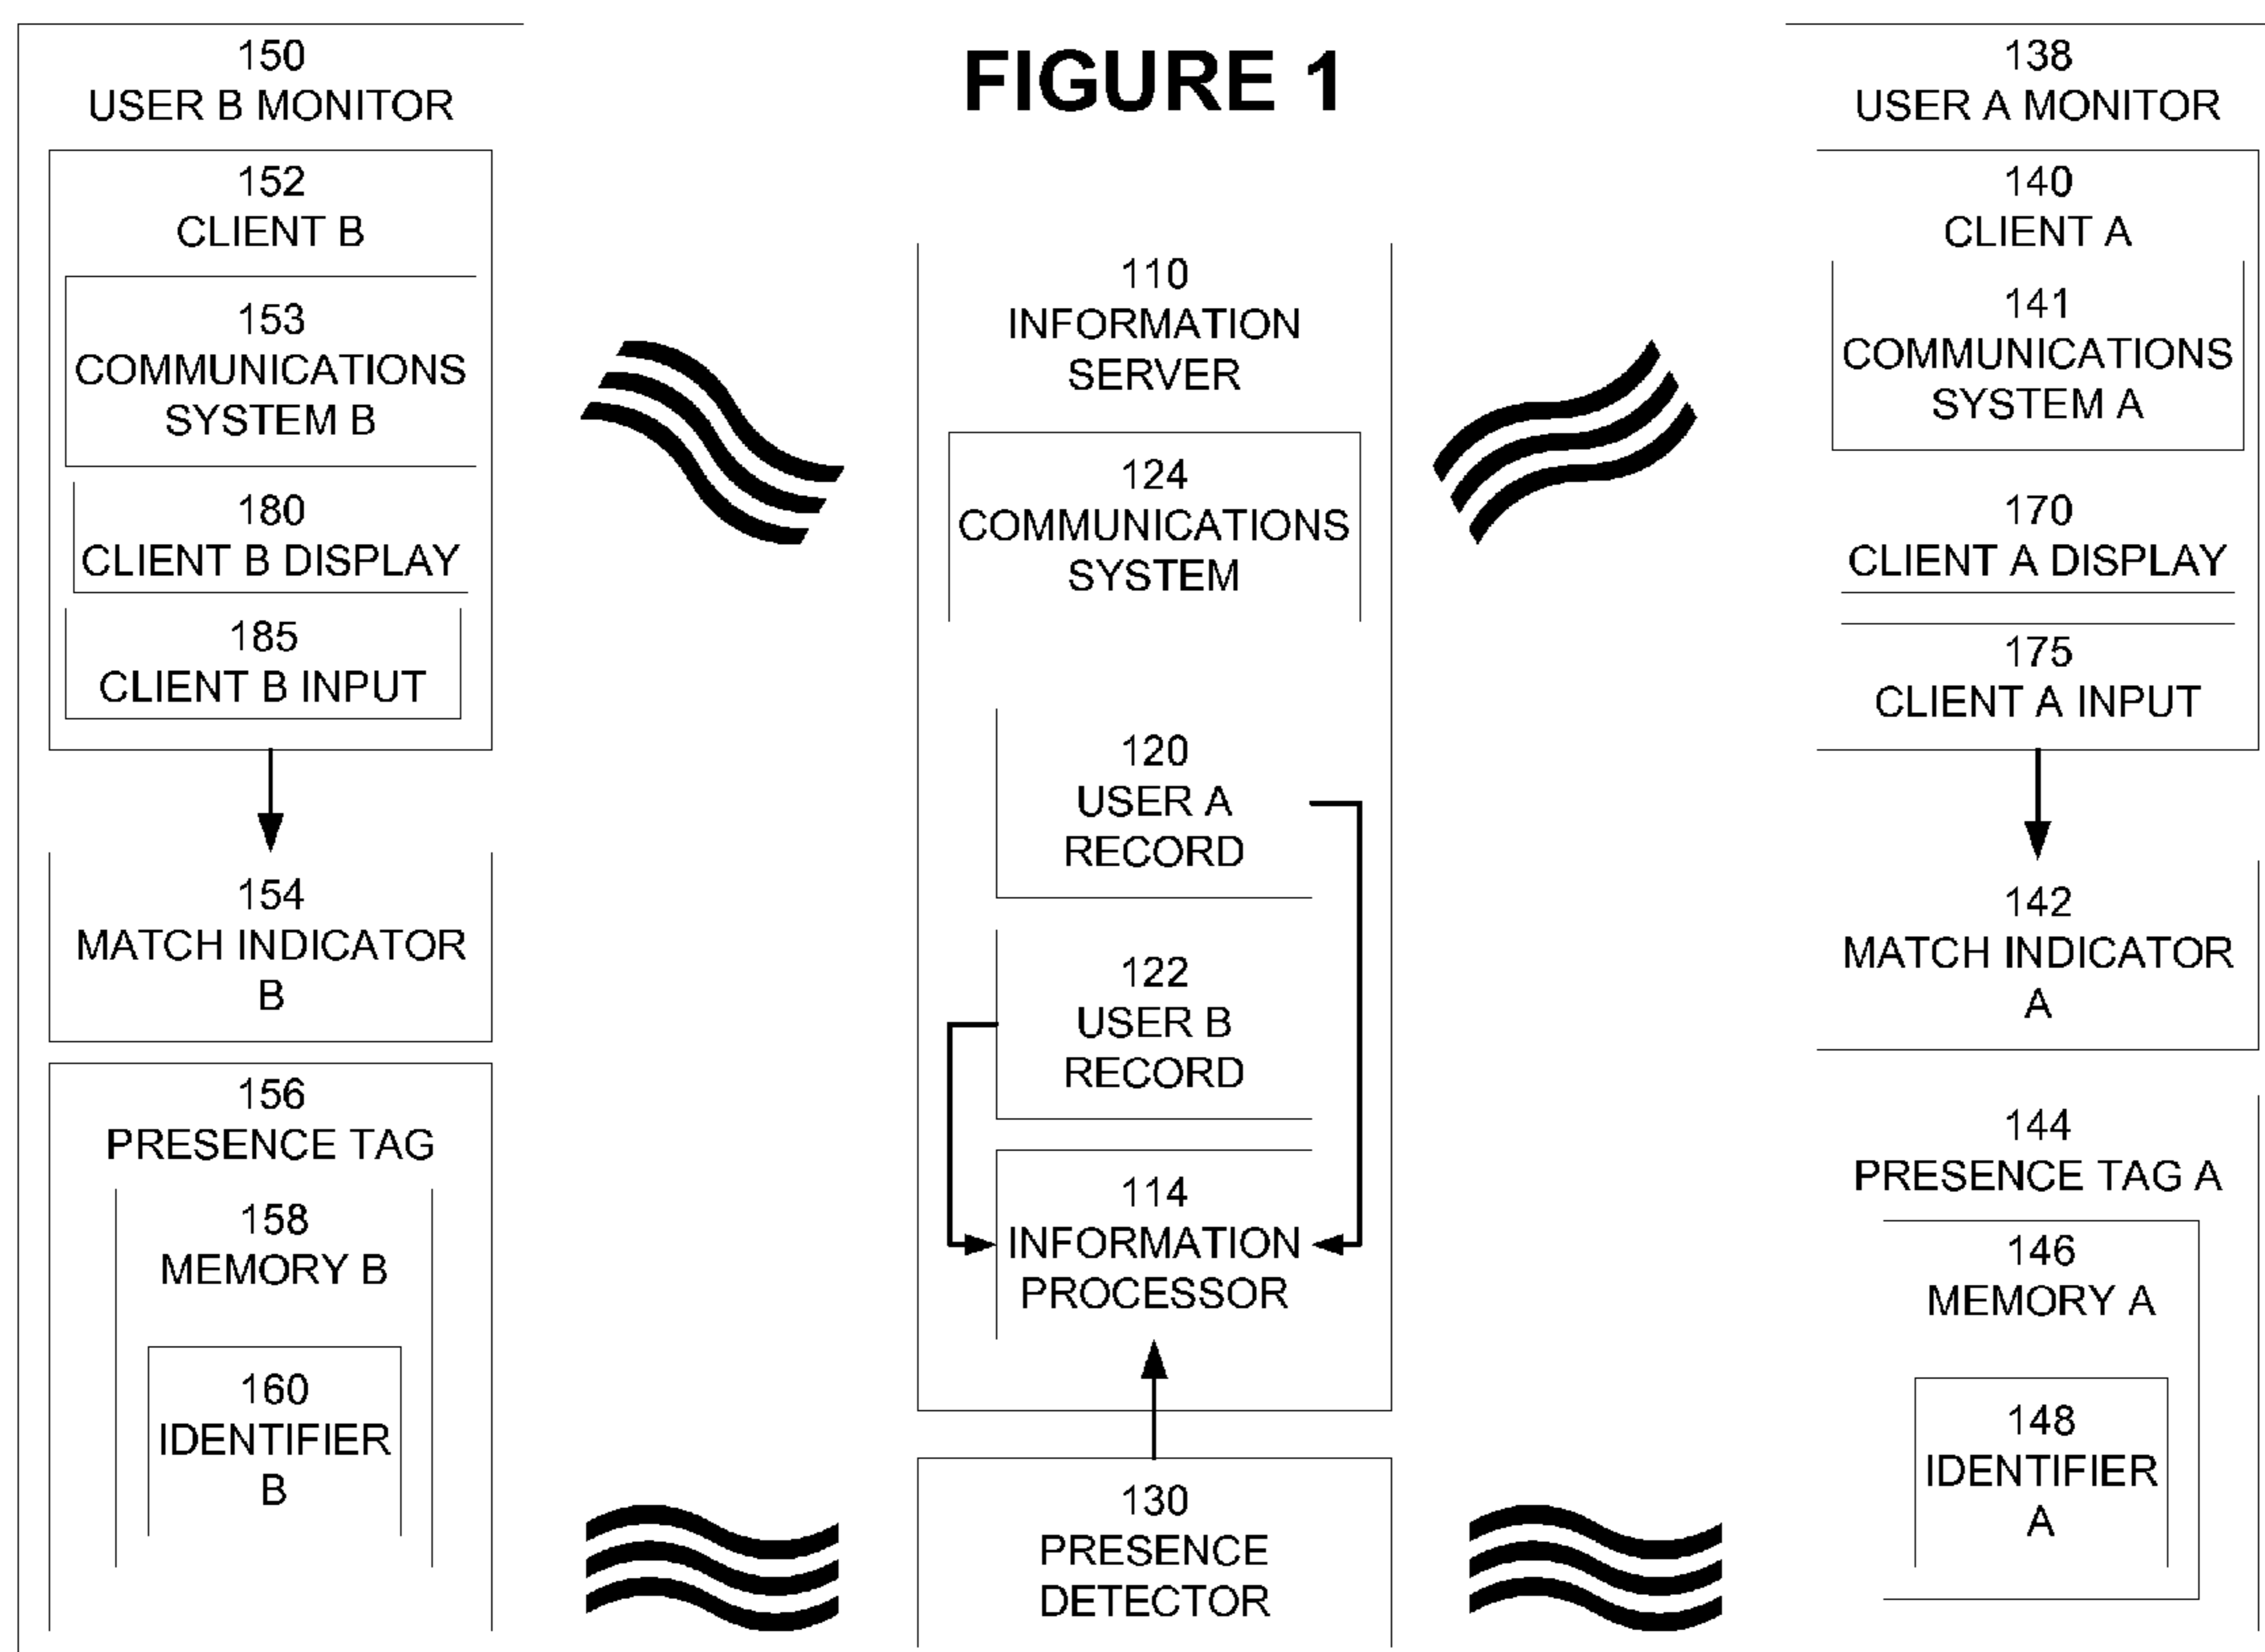 FIGURE 1
150
USER B MONITOR
152
CLIENT B
153
COMMUNICATIONS
SYSTEM B
180
CLIENT B DISPLAY
185
CLIENT B INPUT
154
MATCH INDICATOR
B
156
PRESENCE TAG
158
MEMORY B
160
IDENTIFIER
B
110
INFORMATION
SERVER
124
COMMUNICATIONS
SYSTEM
120
USER A
RECORD
122
USER B
RECORD
114
INFORMATION
PROCESSOR
130
PRESENCE
DETECTOR
138
USER A MONITOR
140
CLIENT A
141
COMMUNICATIONS
SYSTEM A
170
CLIENT A DISPLAY
175
CLIENT A INPUT
142
MATCH INDICATOR
A
144
PRESENCE TAG A
146
MEMORY A
148
IDENTIFIER
A